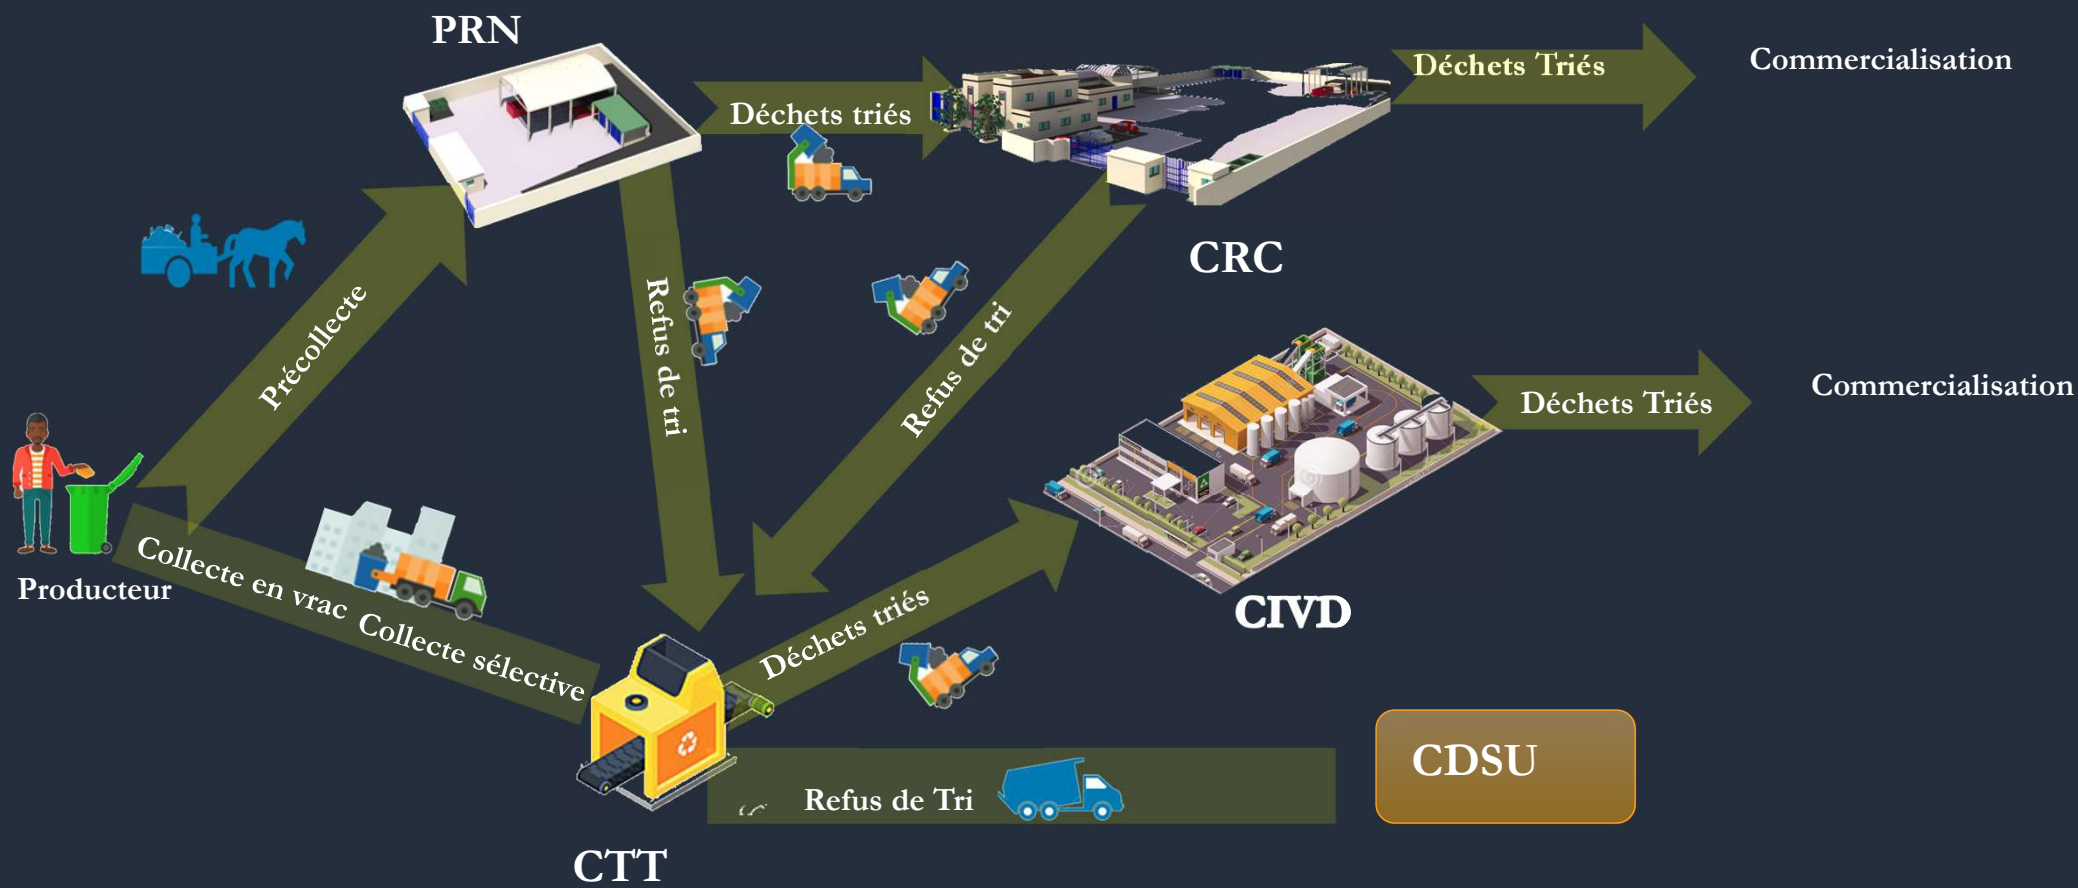 PRN
Déchets triés
Déchets Triés
Commercialisation
CRC
Précollecte
Refus de tri
Refus de tri
Déchets Triés
Commercialisation
Producteur
Collecte en vrac
Collecte sélective
Déchets triés
CIVD
Refus de Tri
CDSU
CTT